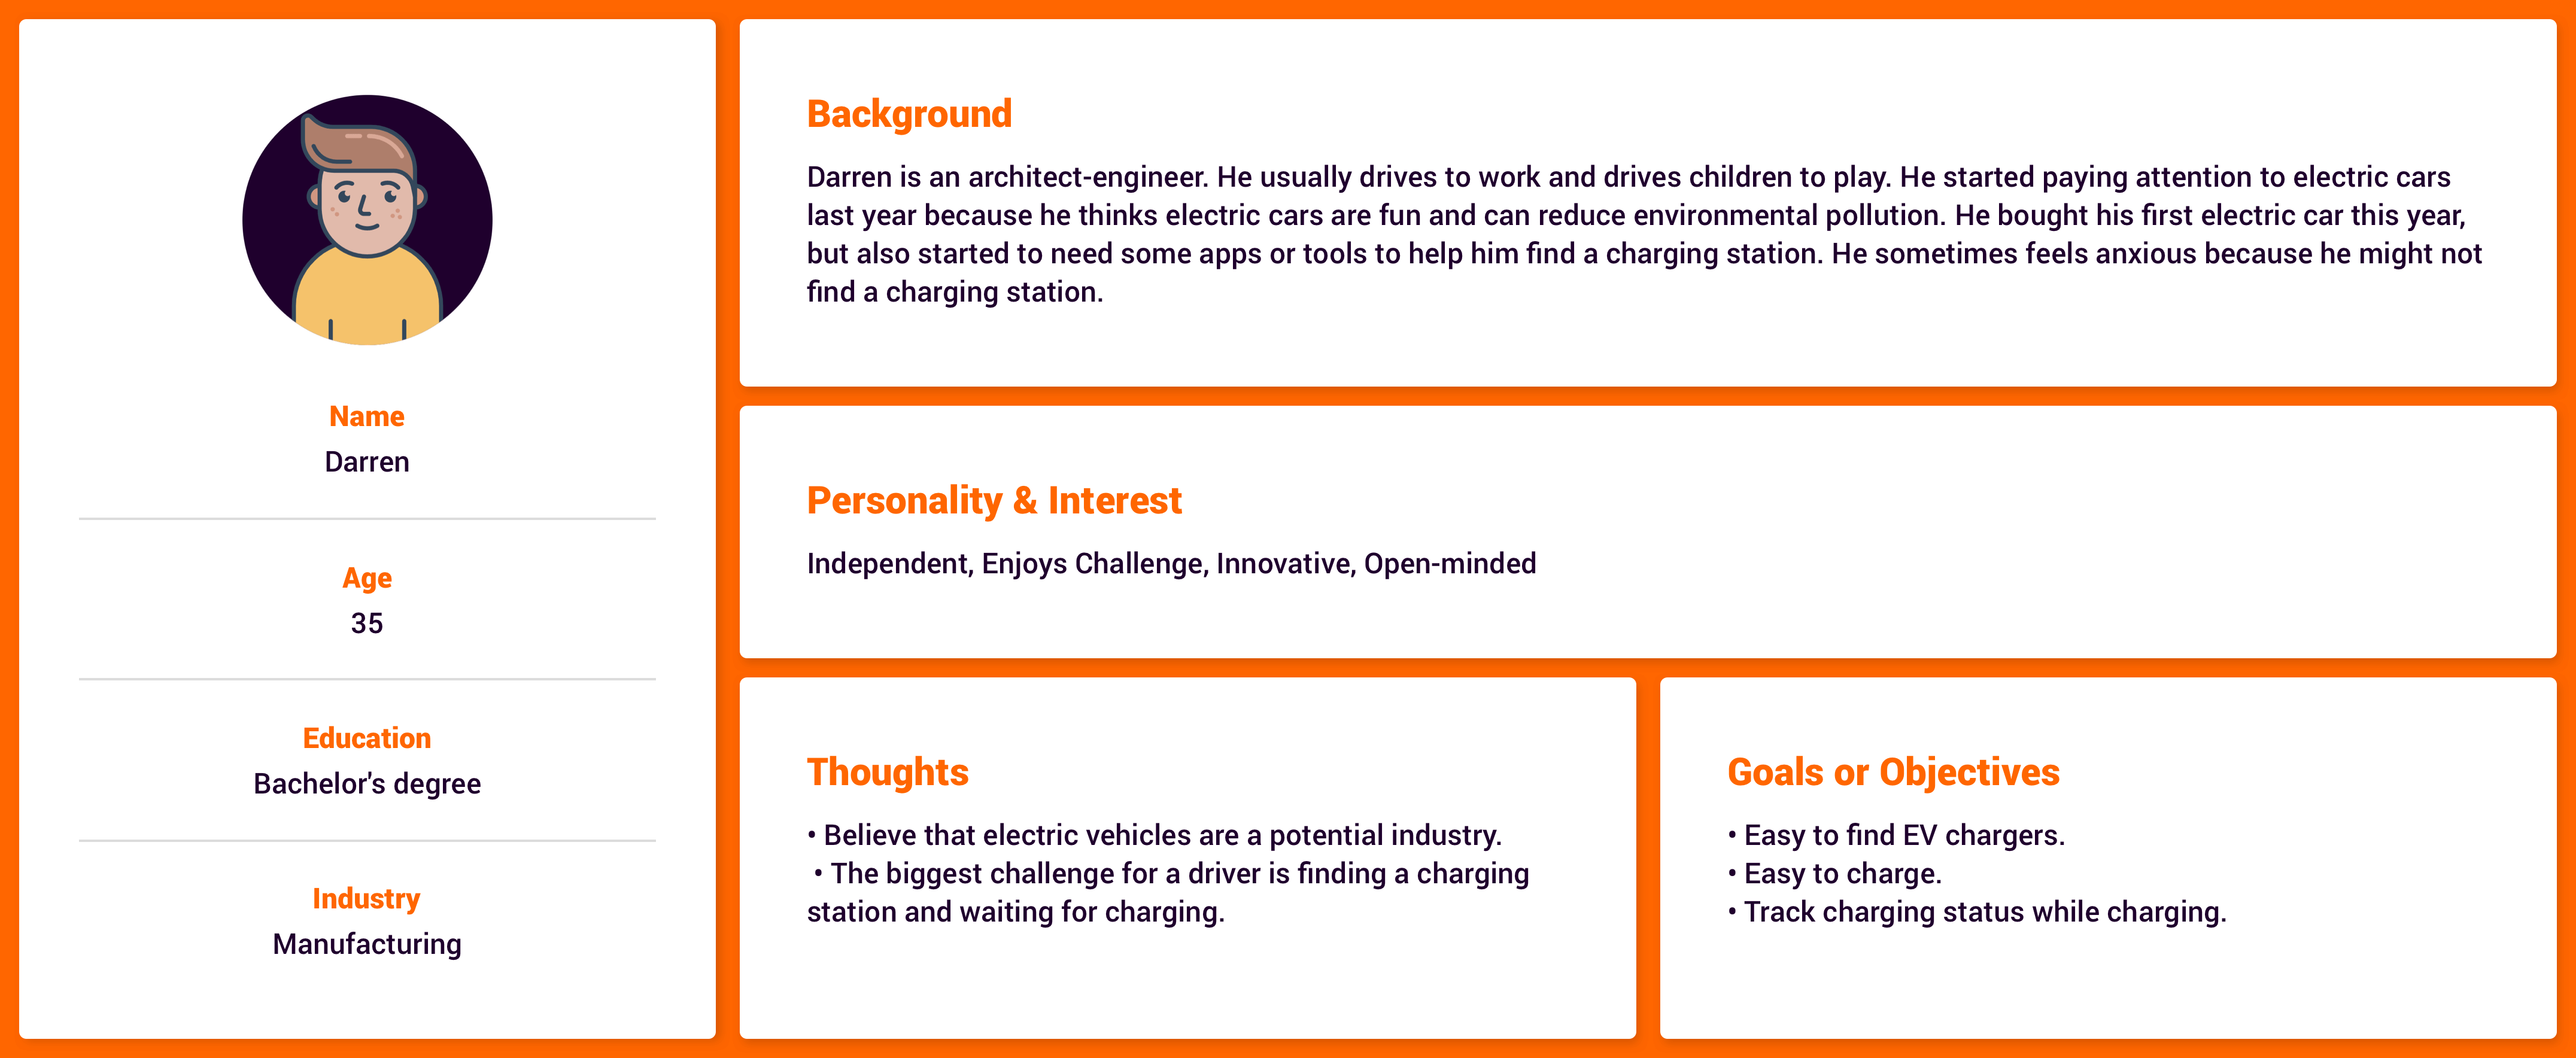 Name
Darren
Age
35
Education
Bachelor's degree
Industry
Manufacturing
Background
Darren is an architect-engineer. He usually drives to work and drives children to play. He started paying attention to electric cars
last year because he thinks electric cars are fun and can reduce environmental pollution. He bought his first electric car this year,
but also started to need some apps or tools to help him find a charging station. He sometimes feels anxious because he might not
find a charging station.
Personality & Interest
Independent, Enjoys Challenge, Innovative, Open-minded
Thoughts
• Believe that electric vehicles are a potential industry.
• The biggest challenge for a driver is finding a charging
station and waiting for charging.
Goals or Objectives
• Easy to find EV chargers.
• Easy to charge.
• Track charging status while charging.